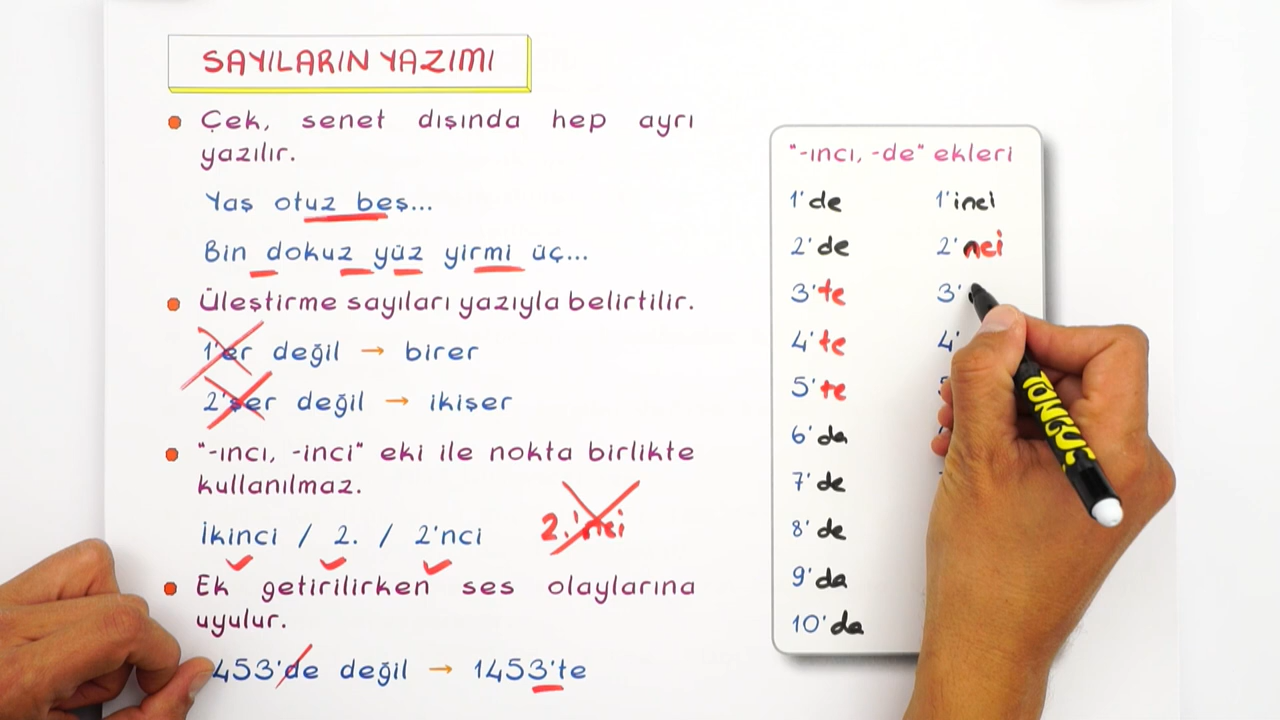 SAYILARIN YAZIMI
Çek, senet dışında hep ayrı
yazılır.
Yaş otuz beş...
Bin dokuz yüz yirmi üç...
Üleştirme sayıları yazıyla belirtilir.
1'er değil → birer
2'şer değil → ikişer
"-ıncı, -inci" eki ile nokta birlikte
kullanılmaz.
İkinci / 2. / 2'nci
2.'nci
Ek getirilirken ses olaylarına
uyulur.
453'de değil → 1453'te
"-ıncı, -de" ekleri
1'de 1'inci
2'de 2'nci
3'te 3'
4'te 4'
5'te
6'da
7'de
8'de
9'da
10'da
TONGUÇ